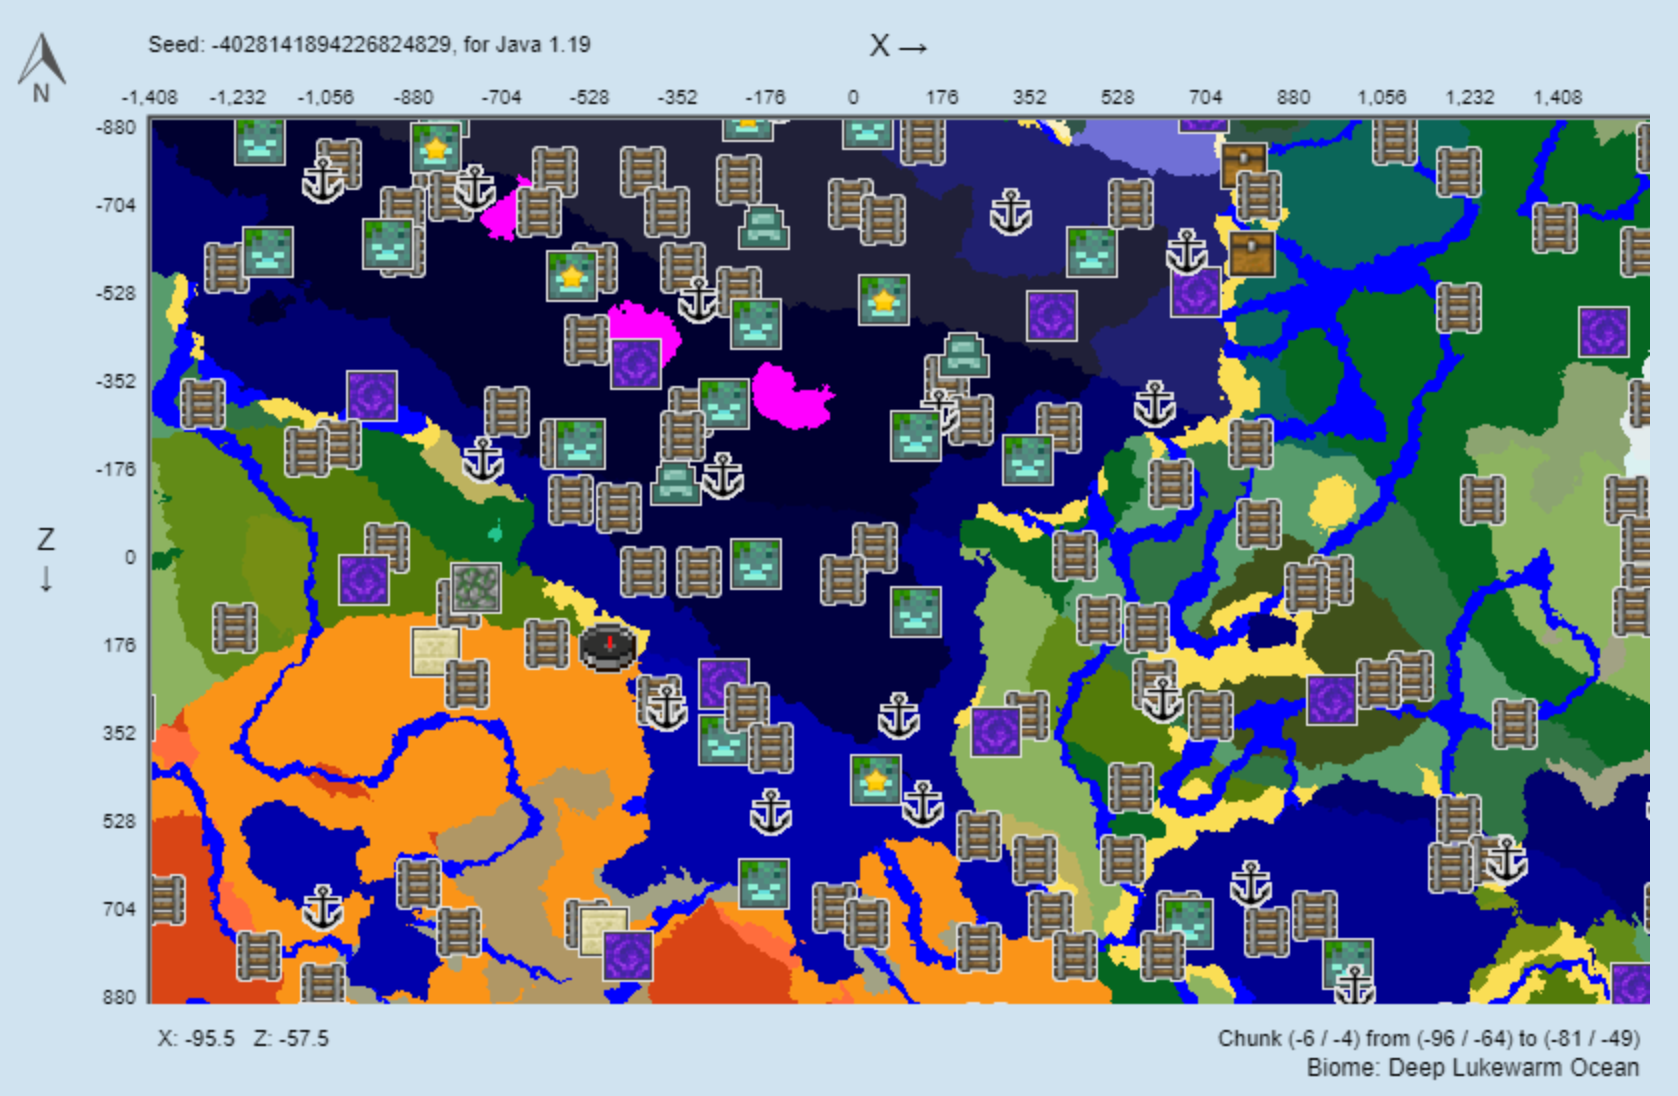 Seed: -4028141894226824829, for Java 1.19
X →
N
-1,408 -1,232 -1,056 -880 -704 -528 -352 -176 0 176 352 528 704 880 1,056 1,232 1,408
-880
-704
-528
-352
-176
Z
↓
0
176
352
528
704
880
X: -95.5 Z: -57.5
Chunk (-6 / -4) from (-96 / -64) to (-81 / -49)
Biome: Deep Lukewarm Ocean